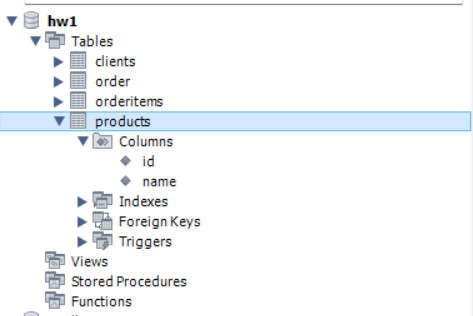 hw1
Tables
clients
order
orderitems
products
Columns
id
name
Indexes
Foreign Keys
Triggers
Views
Stored Procedures
Functions